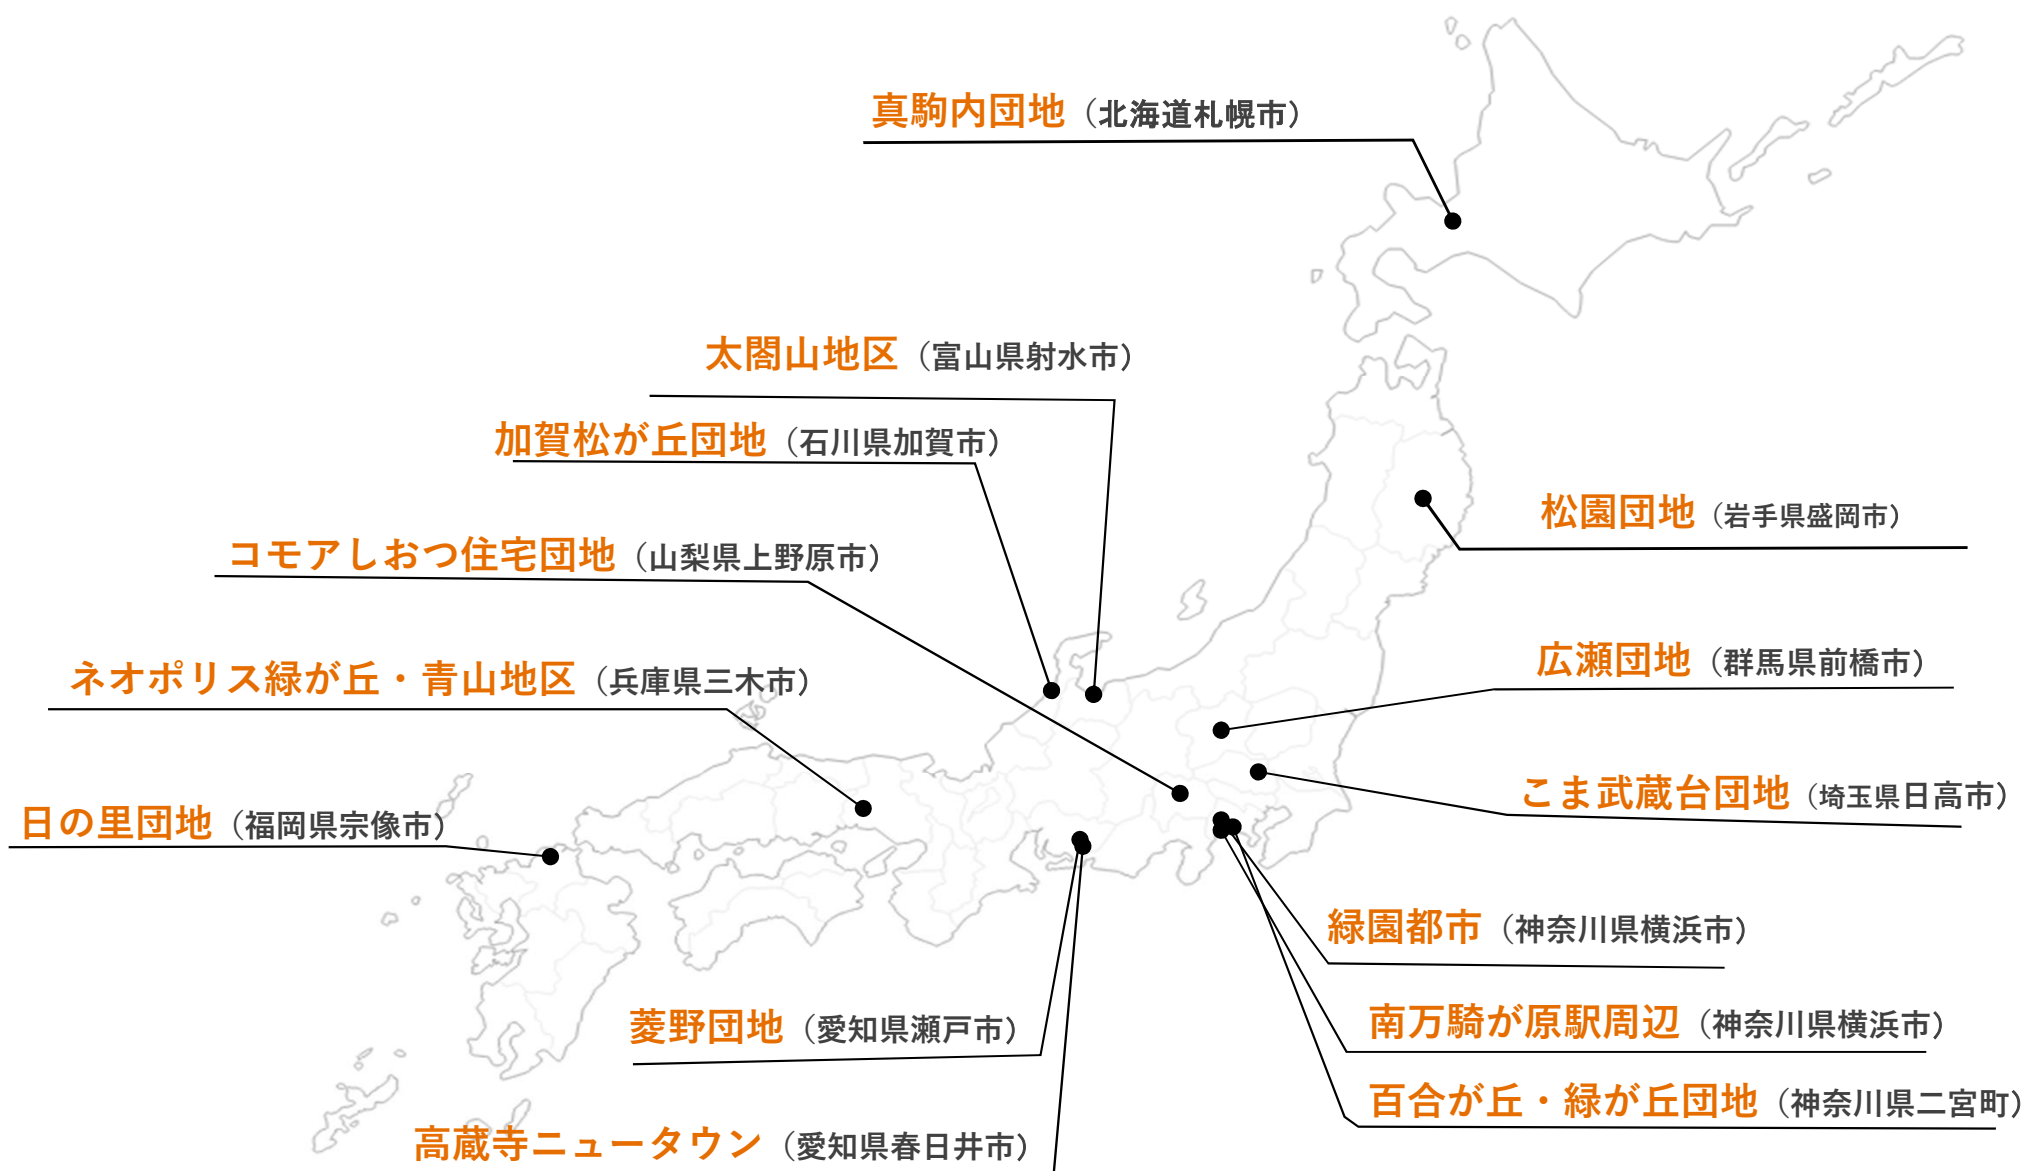 真駒内団地（北海道札幌市）
太閤山地区（富山県射水市）
加賀松が丘団地（石川県加賀市）
松園団地（岩手県盛岡市）
コモアしおつ住宅団地（山梨県上野原市）
広瀬団地（群馬県前橋市）
ネオポリス緑が丘・青山地区（兵庫県三木市）
こま武蔵台団地（埼玉県日高市）
日の里団地（福岡県宗像市）
緑園都市（神奈川県横浜市）
南万騎が原駅周辺（神奈川県横浜市）
菱野団地（愛知県瀬戸市）
百合が丘・緑が丘団地（神奈川県二宮町）
高蔵寺ニュータウン（愛知県春日井市）